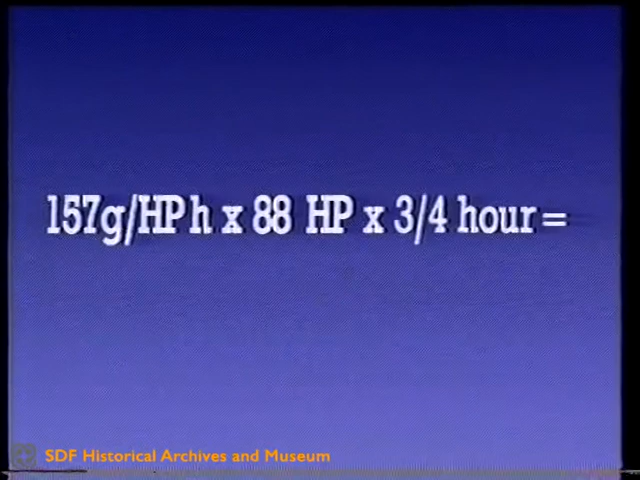 157g/HP h x 88 HP x 3/4 hour =
SDF Historical Archives and Museum